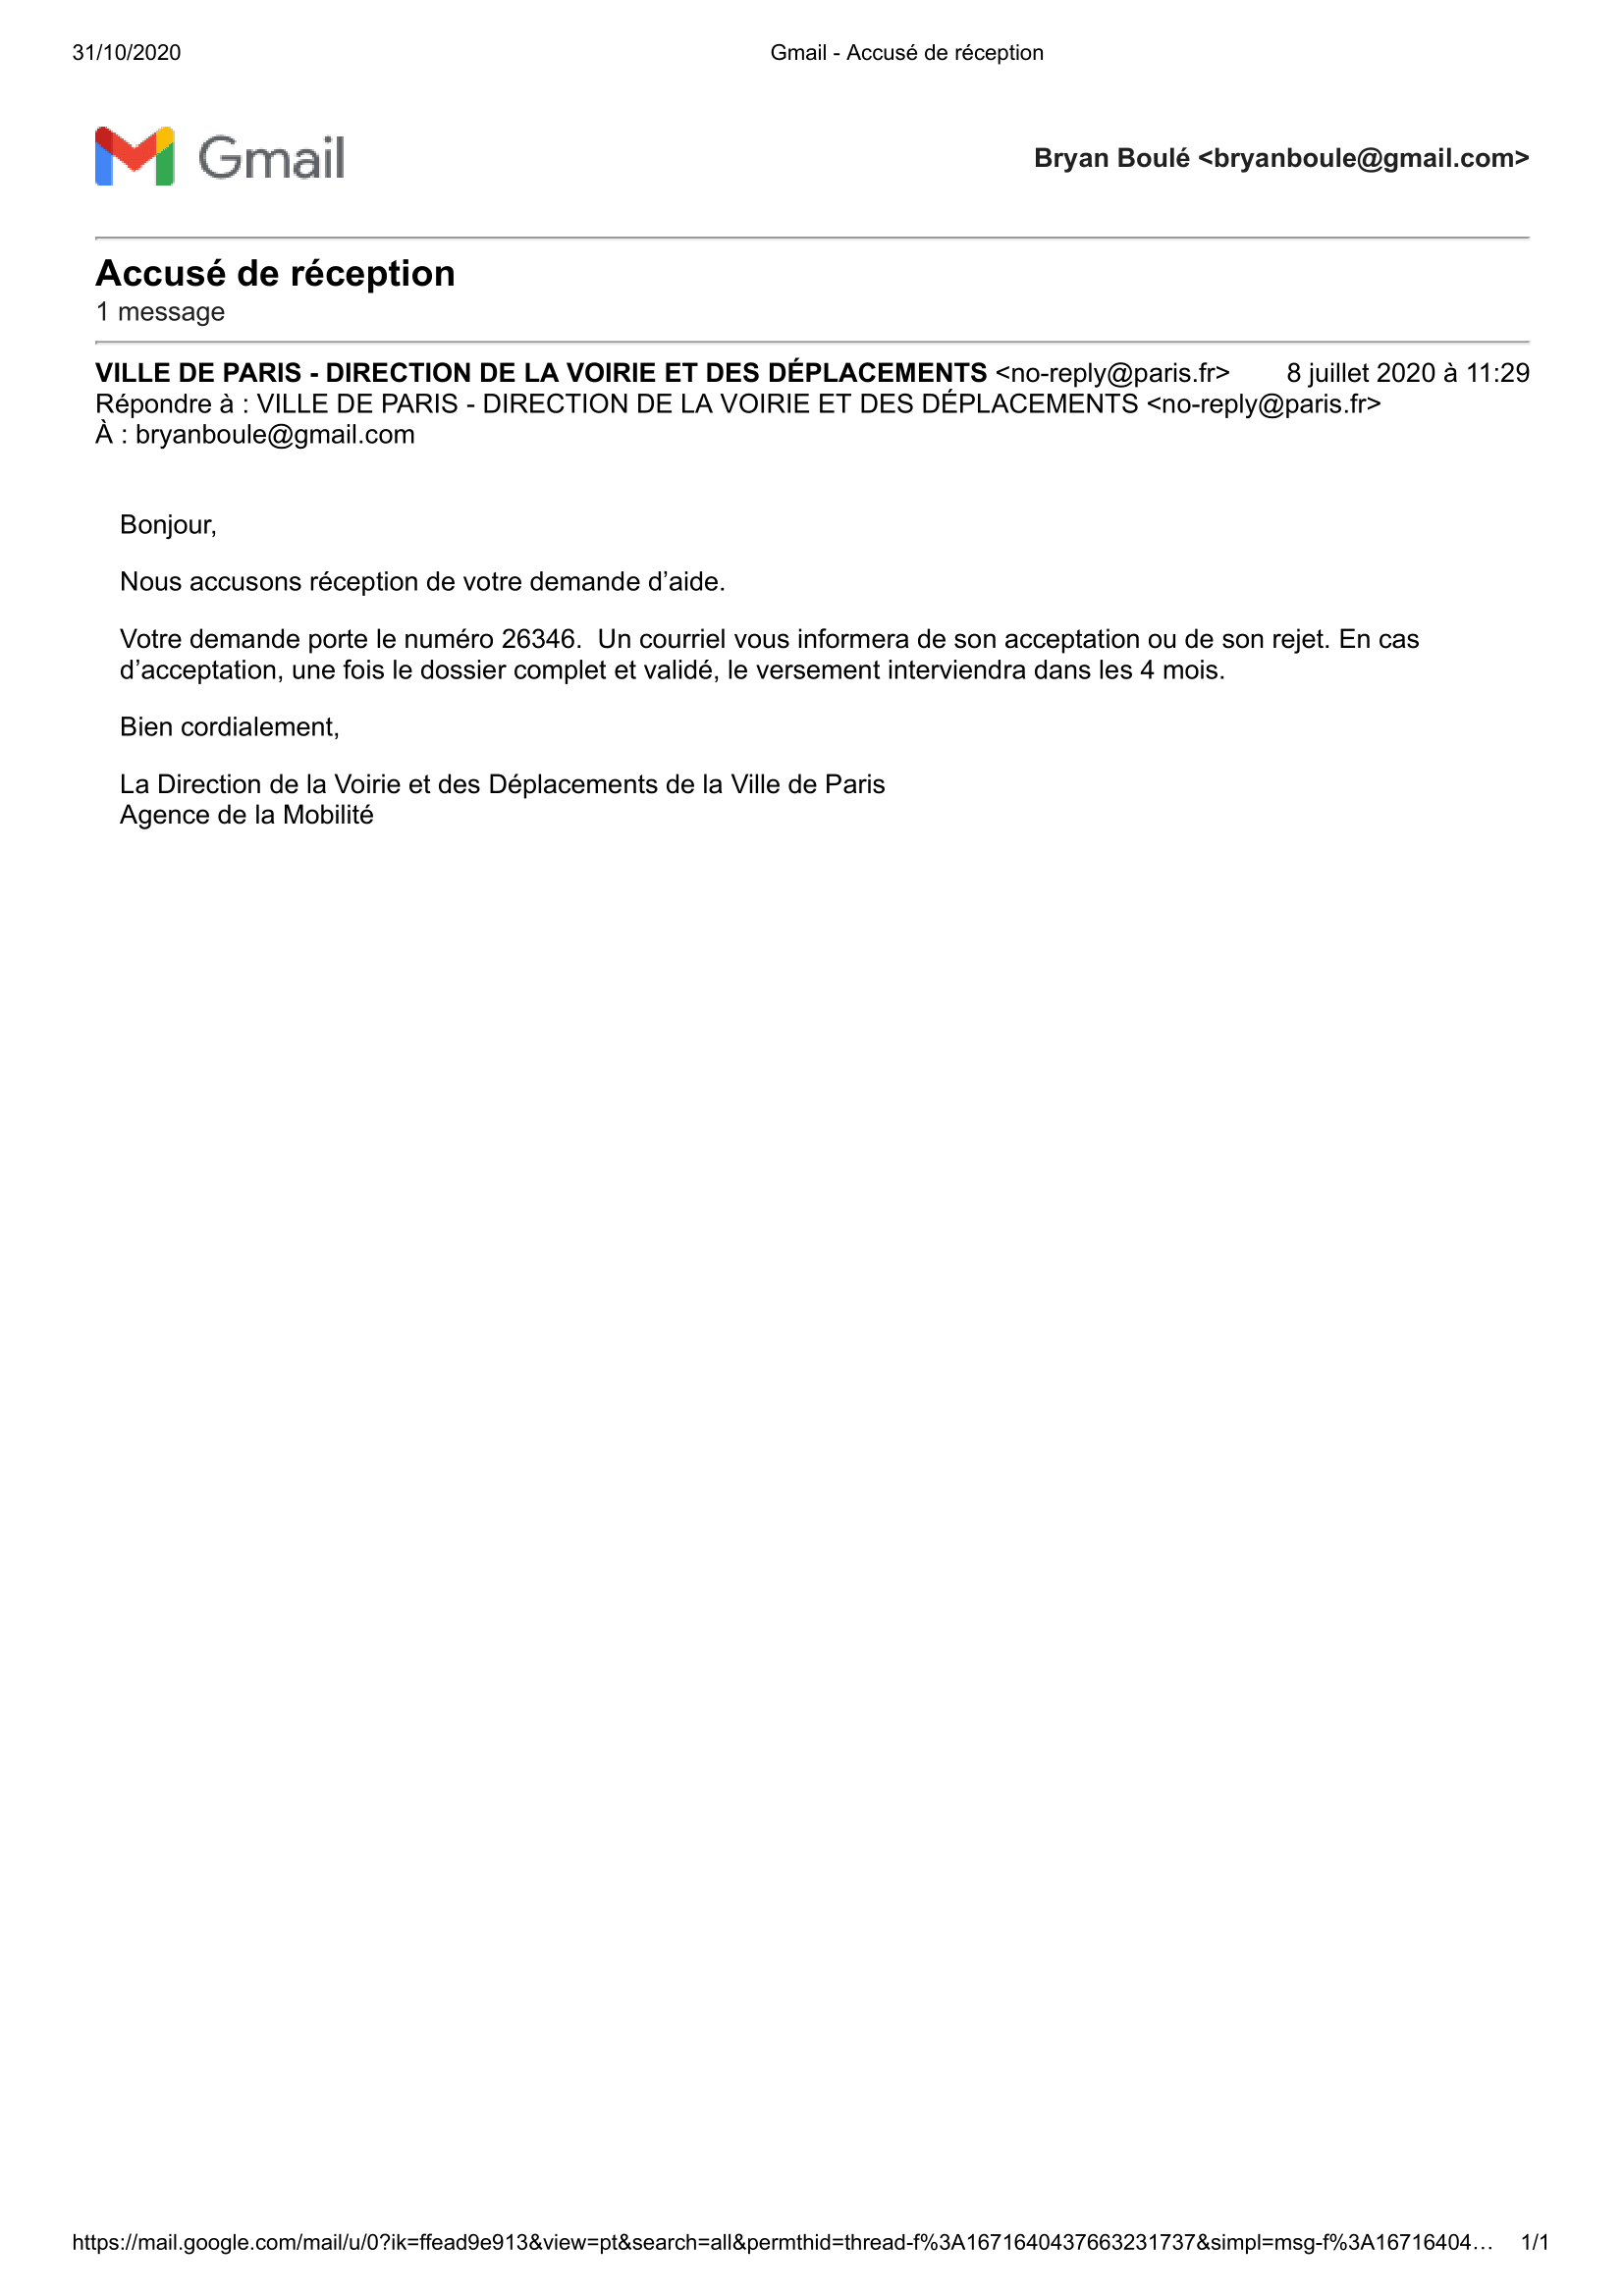 31/10/2020 Gmail - Accusé de réception
Gmail Bryan Boulé <bryanboule@gmail.com>
Accusé de réception
1 message
VILLE DE PARIS - DIRECTION DE LA VOIRIE ET DES DÉPLACEMENTS <no-reply@paris.fr> 8 juillet 2020 à 11:29
Répondre à : VILLE DE PARIS - DIRECTION DE LA VOIRIE ET DES DÉPLACEMENTS <no-reply@paris.fr>
À : bryanboule@gmail.com
Bonjour,
Nous accusons réception de votre demande d’aide.
Votre demande porte le numéro 26346.  Un courriel vous informera de son acceptation ou de son rejet. En cas
d’acceptation, une fois le dossier complet et validé, le versement interviendra dans les 4 mois.
Bien cordialement,
La Direction de la Voirie et des Déplacements de la Ville de Paris
Agence de la Mobilité
https://mail.google.com/mail/u/0?ik=ffead9e913&view=pt&search=all&permthid=thread-f%3A1671640437663231737&simpl=msg-f%3A16716404… 1/1